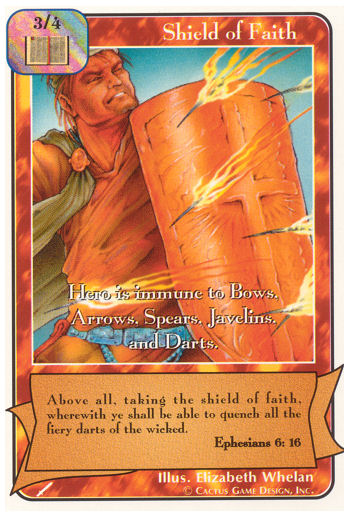 3/4
Shield of Faith
Hero is immune to Bows,
Arrows, Spears, Javelins,
and Darts.
Above all, taking the shield of faith,
wherewith ye shall be able to quench all the
fiery darts of the wicked.
Ephesians 6: 16
Illus. Elizabeth Whelan
© Cactus Game Design, Inc.